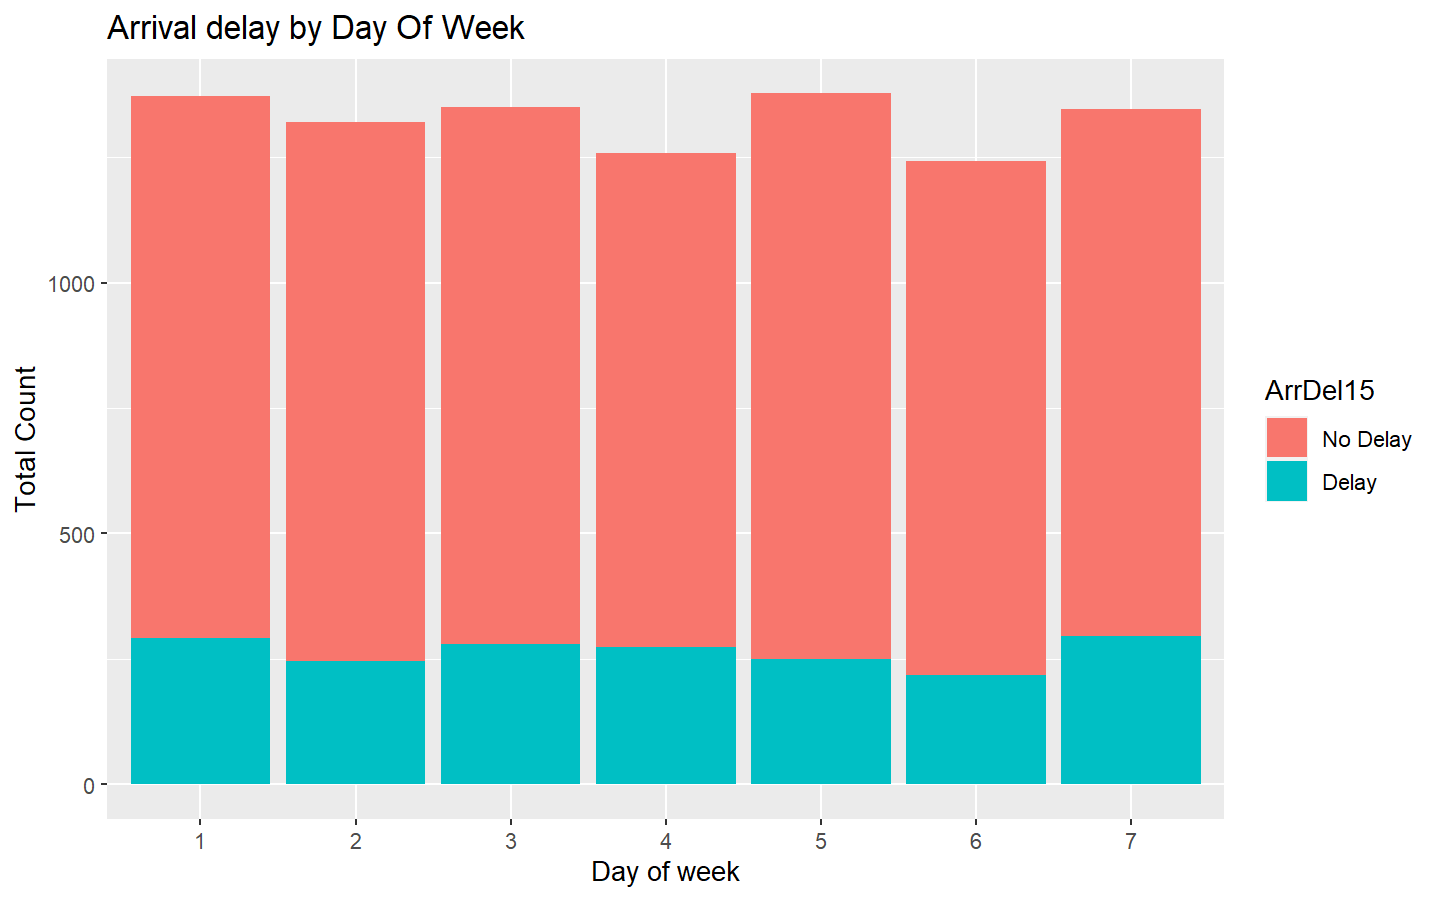 Arrival delay by Day Of Week
Total Count
1000
500
0
1 2 3 4 5 6 7
Day of week
ArrDel15
No Delay
Delay